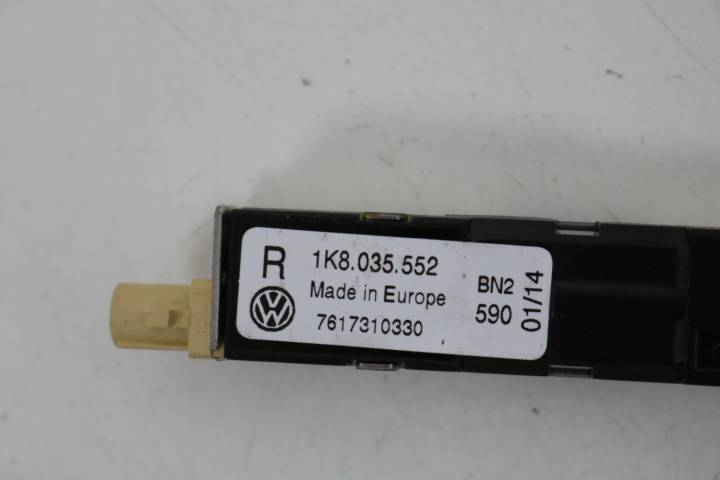 R 1K8.035.552
Made in Europe
7617310330
BN2
590
01/14